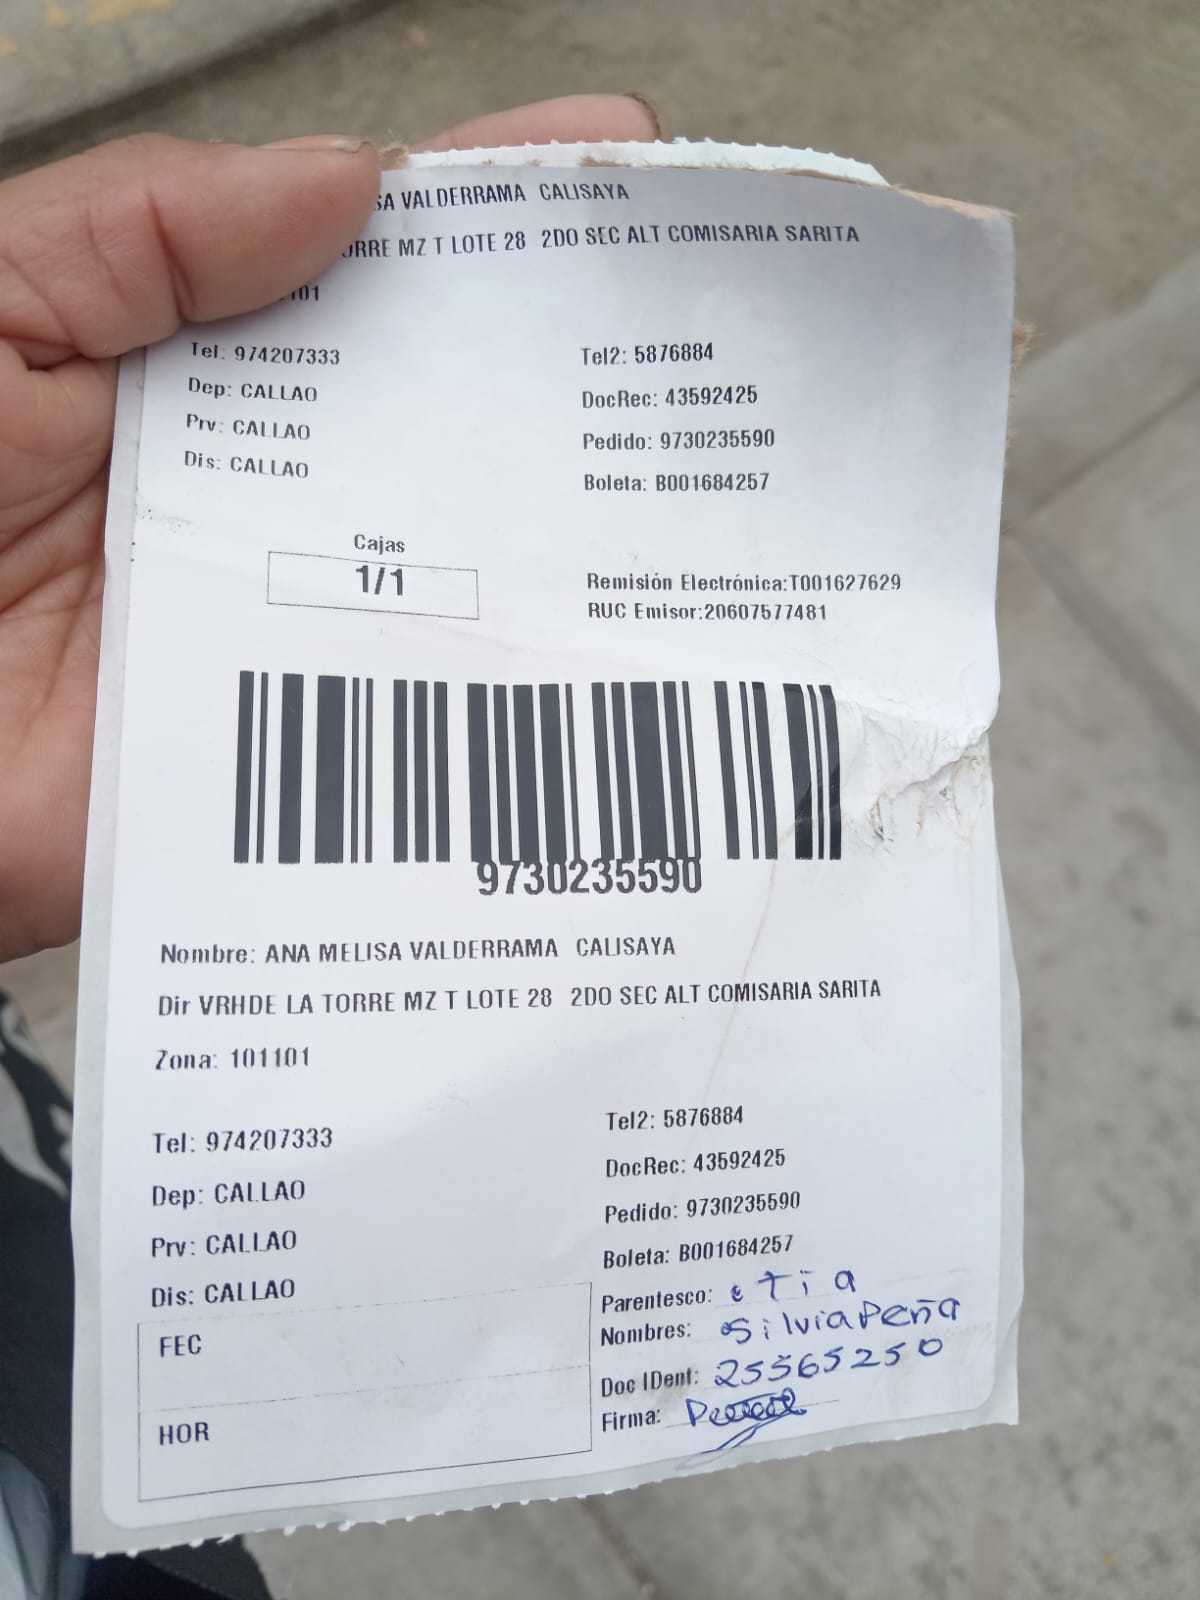 SA VALDERRAMA CALISAYA
TORRE MZ T LOTE 28 2DO SEC ALT COMISARIA SARITA
101
Tel: 974207333
Tel2: 5876884
Dep: CALLAO
DocRec: 43592425
Prv: CALLAO
Pedido: 9730235590
Dis: CALLAO
Boleta: B001684257
Cajas
1/1
Remisión Electrónica:T001627629
RUC Emisor:20607577481
9730235590
Nombre: ANA MELISA VALDERRAMA CALISAYA
Dir VRHDE LA TORRE MZ T LOTE 28 2DO SEC ALT COMISARIA SARITA
Zona: 101101
Tel: 974207333
Tel2: 5876884
Dep: CALLAO
DocRec: 43592425
Prv: CALLAO
Pedido: 9730235590
Dis: CALLAO
Boleta: B001684257
Parentesco: Tia
Nombres: Silvia Peña
Doc IDent: 25565250
Firma:
FEC
HOR